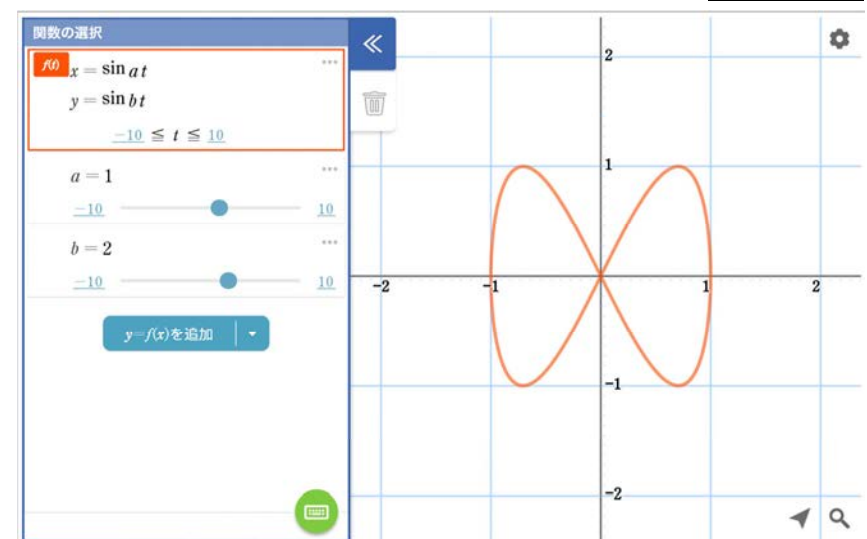 関数の選択
f(t) x = sin at
y = sin bt
−10 ≦ t ≦ 10
a = 1
−10 10
b = 2
−10 10
y=f(x)を追加
2
1
−2 −1 1 2
−1
−2